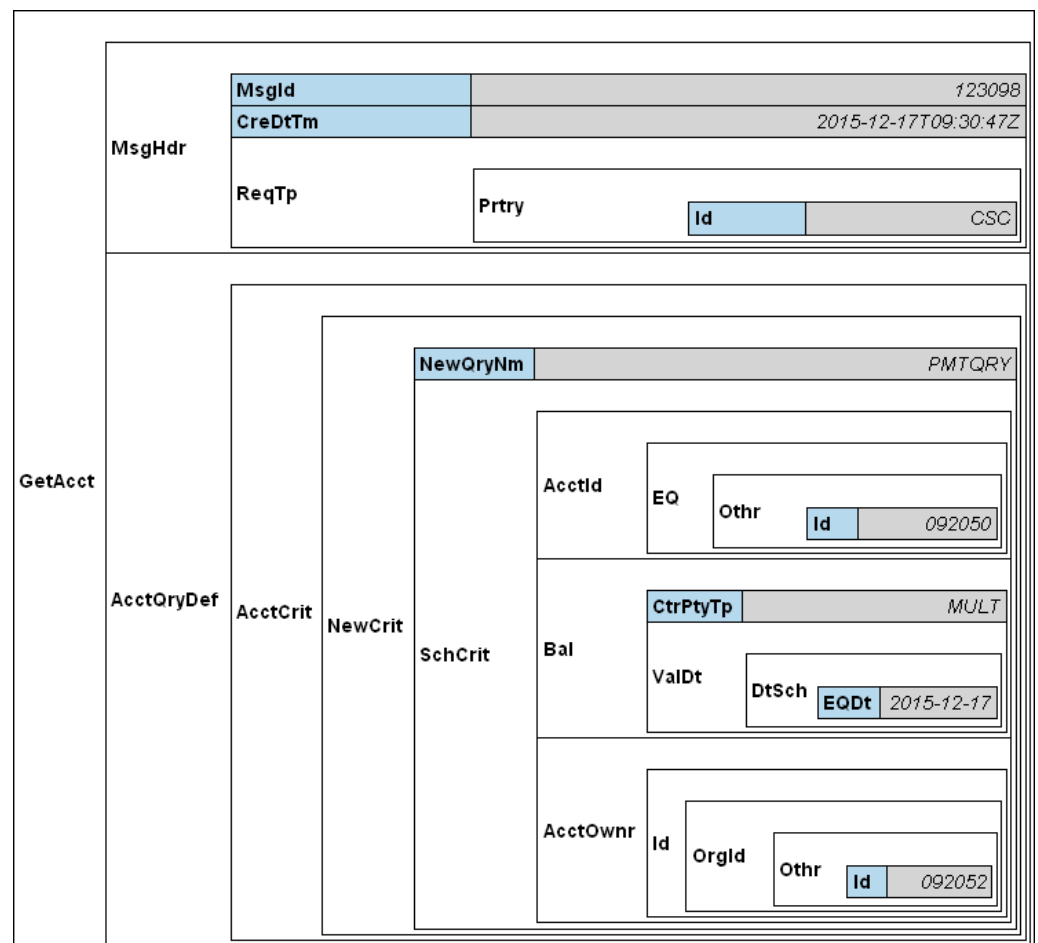 MsgId 123098
CreDtTm 2015-12-17T09:30:47Z
MsgHdr
ReqTp
Prtry
Id CSC
NewQryNm PMTQRY
GetAcct
AcctId
EQ
Othr
Id 092050
AcctQryDef
AcctCrit
NewCrit
SchCrit
Bal
CtrPtyTp MULT
ValDt
DtSch
EQDt 2015-12-17
AcctOwnr
Id
OrgId
Othr
Id 092052